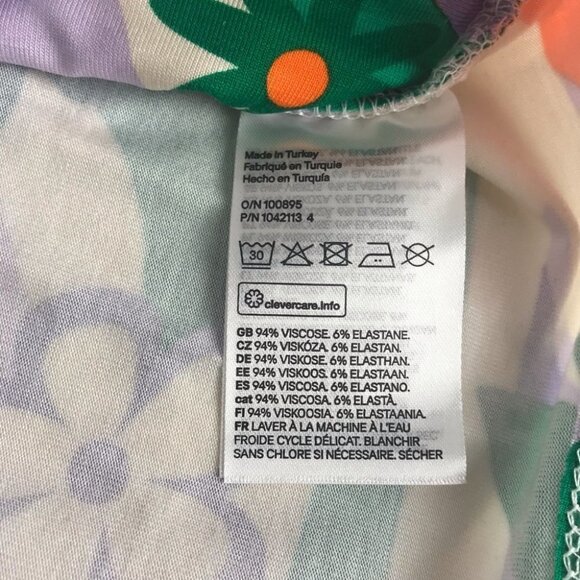 Made in Turkey
Fabriqué en Turquie
Hecho en Turquía
O/N 100895
P/N 1042113 4
30
clevercare.info
GB 94% VISCOSE. 6% ELASTANE.
CZ 94% VISKÓZA. 6% ELASTAN.
DE 94% VISKOSE. 6% ELASTHAN.
EE 94% VISKOOS. 6% ELASTAAN.
ES 94% VISCOSA. 6% ELASTANO.
cat 94% VISCOSA. 6% ELASTÀ.
FI 94% VISKOOSIA. 6% ELASTAANIA.
FR LAVER À LA MACHINE À L'EAU
FROIDE CYCLE DÉLICAT. BLANCHIR
SANS CHLORE SI NÉCESSAIRE. SÉCHER